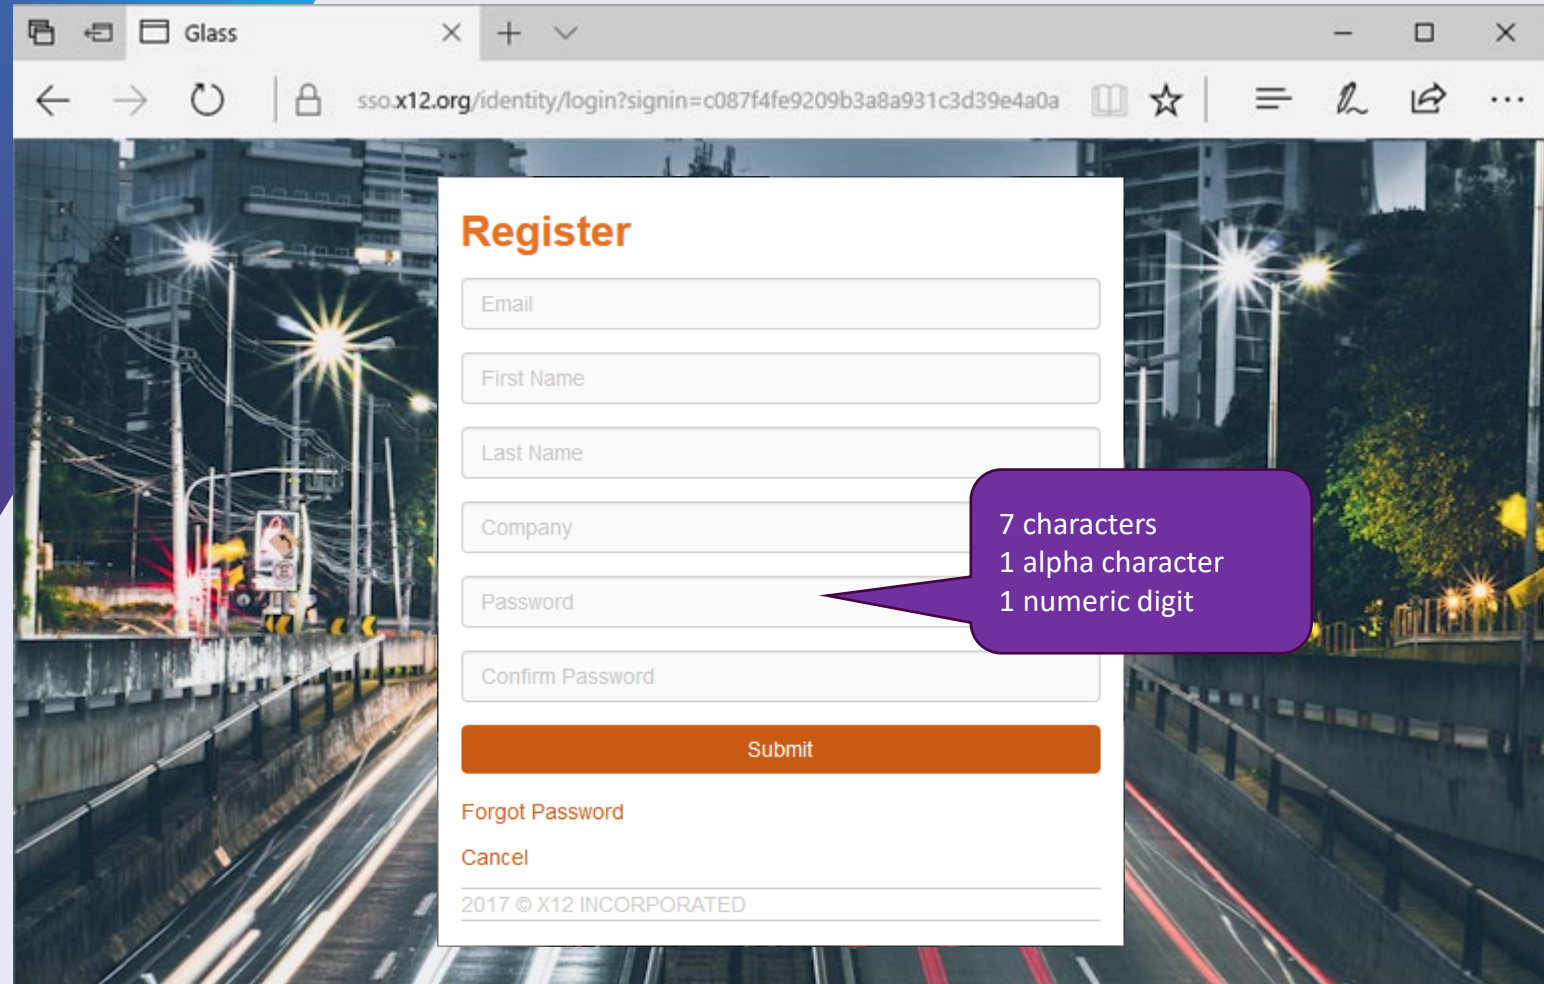 Glass
sso.x12.org/identity/login?signin=c087f4fe9209b3a8a931c3d39e4a0a
Register
Email
First Name
Last Name
Company
7 characters
1 alpha character
1 numeric digit
Password
Confirm Password
Submit
Forgot Password
Cancel
2017 © X12 INCORPORATED